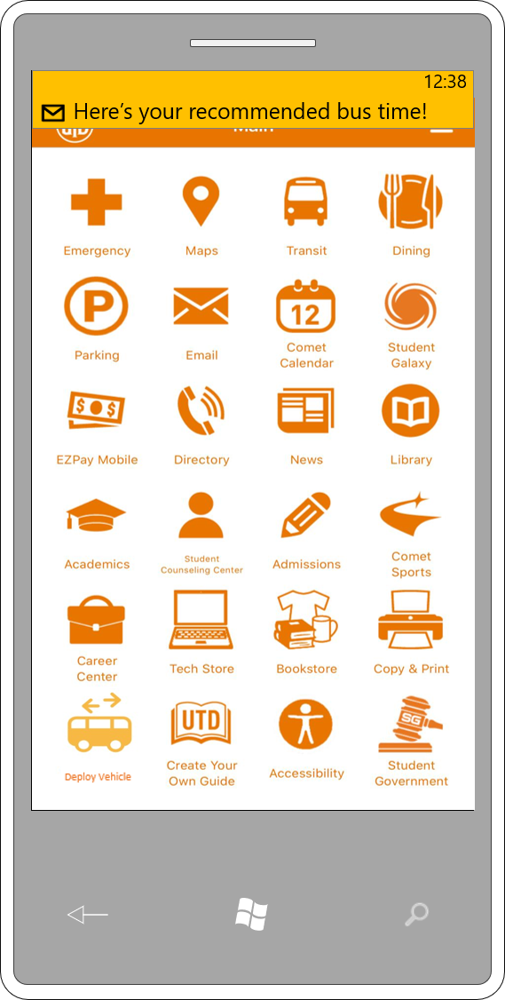 12:38
Here's your recommended bus time!
Main
Emergency
Maps
Transit
Dining
P
12
Parking
Email
Comet
Calendar
Student
Galaxy
$ $
EZPay Mobile
Directory
News
Library
Academics
Student
Counseling Center
Admissions
Comet
Sports
Career
Center
Tech Store
Bookstore
Copy & Print
UTD
SG
Deploy Vehicle
Create Your
Own Guide
Accessibility
Student
Government